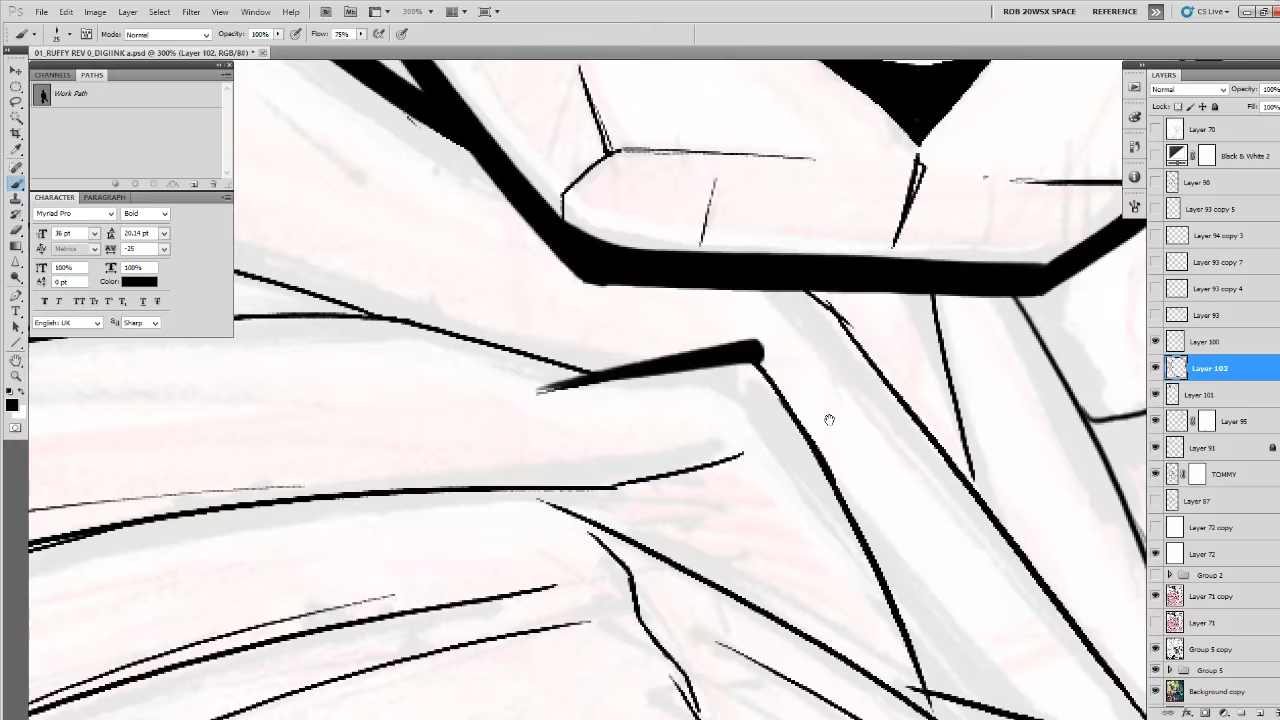 Ps File Edit Image Layer Select Filter View Window Help Br Mb 300% ROB 20WSX SPACE REFERENCE CS Live
25 Mode: Normal Opacity: 100% Flow: 75%
01_RUFFY REV 0_DIGIINK a.psd @ 300% (Layer 102, RGB/8#) *
CHANNELS PATHS
Work Path
CHARACTER PARAGRAPH
Myriad Pro Bold
36 pt 20.14 pt
Metrics -25
100% 100%
0 pt Color:
English: UK Sharp
LAYERS
Normal Opacity: 100%
Lock: Fill: 100%
Layer 70
Black & White 2
Layer 90
Layer 93 copy 5
Layer 94 copy 3
Layer 93 copy 7
Layer 93 copy 4
Layer 93
Layer 100
Layer 102
Layer 101
Layer 95
Layer 91
TOMMY
Layer 87
Layer 72 copy
Layer 72
Group 2
Layer 71 copy
Layer 71
Group 5 copy
Group 5
Background copy